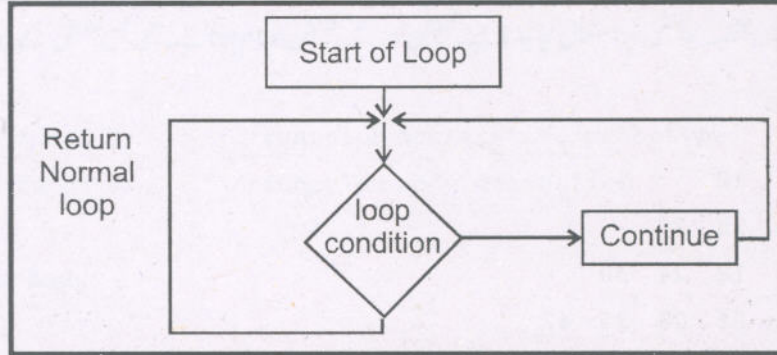 Start of Loop
Return
Normal
loop
loop
condition
Continue